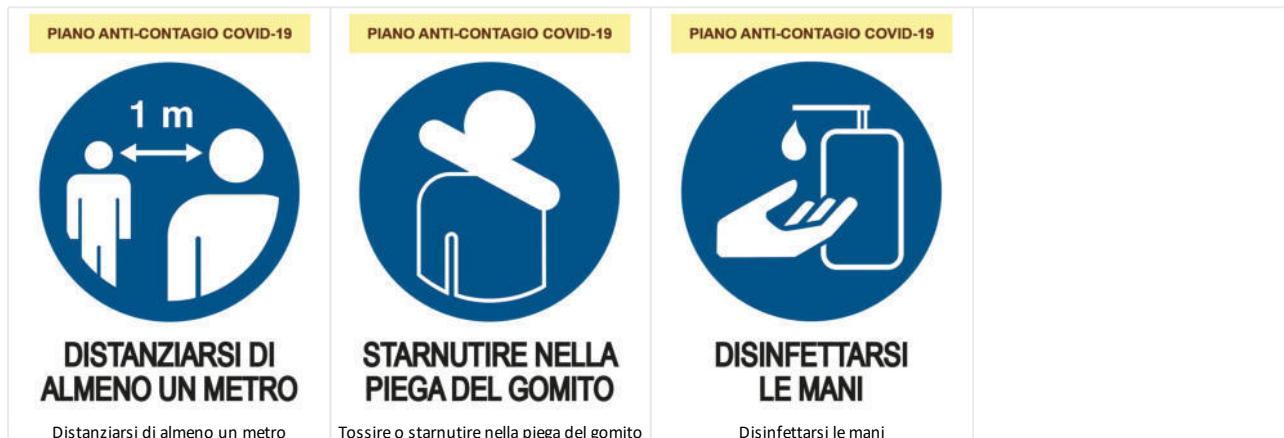 PIANO ANTI-CONTAGIO COVID-19
1 m
DISTANZIARSI DI
ALMENO UN METRO
Distanziarsi di almeno un metro
PIANO ANTI-CONTAGIO COVID-19
STARNUTIRE NELLA
PIEGA DEL GOMITO
Tossire o starnutire nella piega del gomito
PIANO ANTI-CONTAGIO COVID-19
DISINFETTARSI
LE MANI
Disinfettarsi le mani